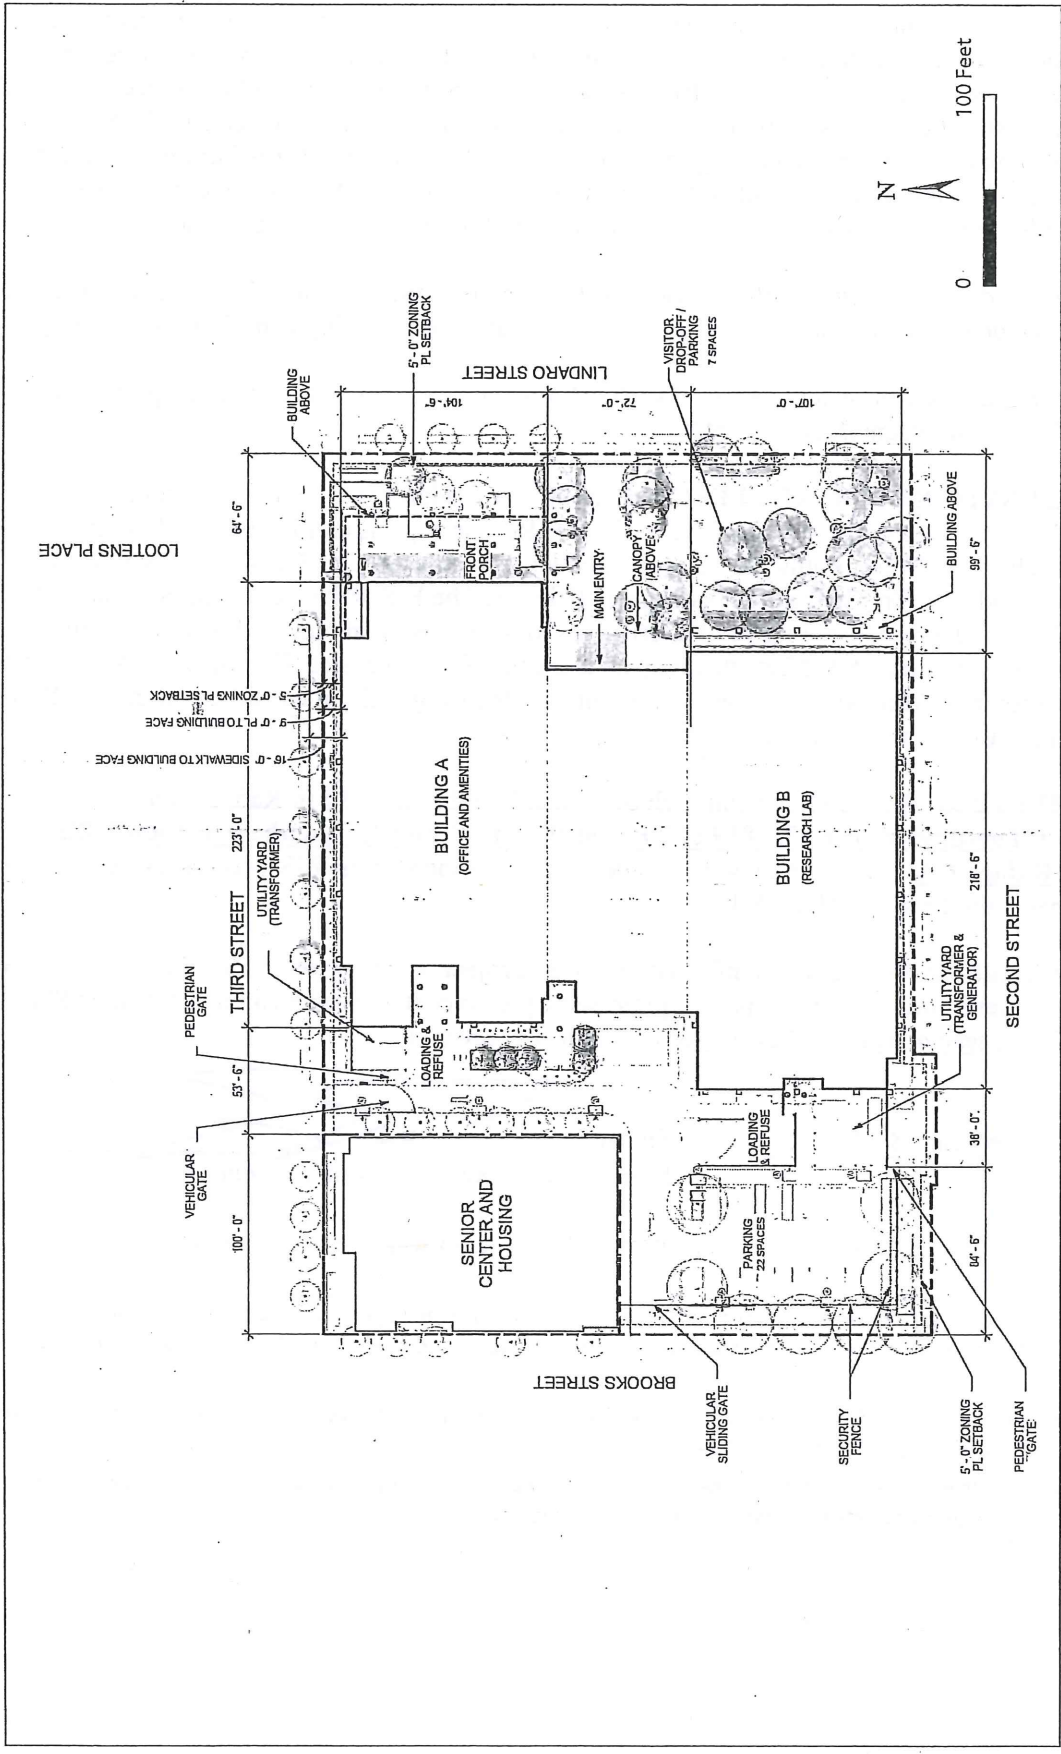 LOOTENS PLACE
100'-0"
53'-6"
223'-0"
64'-6"
THIRD STREET
VEHICULAR
GATE
PEDESTRIAN
GATE
UTILITY YARD
(TRANSFORMER)
16'-0" SIDEWALK TO BUILDING FACE
9'-0" PL TO BUILDING FACE
5'-0" ZONING PL SETBACK
BUILDING
ABOVE
5'-0" ZONING
PL SETBACK
SENIOR
CENTER AND
HOUSING
LOADING &
REFUSE
BUILDING A
(OFFICE AND AMENITIES)
FRONT
PORCH
104'-6"
LINDARO STREET
BROOKS STREET
MAIN ENTRY
CANOPY
(ABOVE)
72'-0"
VISITOR
DROP-OFF /
PARKING
7 SPACES
VEHICULAR
SLIDING GATE
PARKING
22 SPACES
LOADING
& REFUSE
BUILDING B
(RESEARCH LAB)
107'-0"
SECURITY
FENCE
5'-0" ZONING
PL SETBACK
PEDESTRIAN
GATE
84'-6"
38'-0"
218'-6"
99'-6"
UTILITY YARD
(TRANSFORMER &
GENERATOR)
BUILDING ABOVE
SECOND STREET
N
0
100 Feet